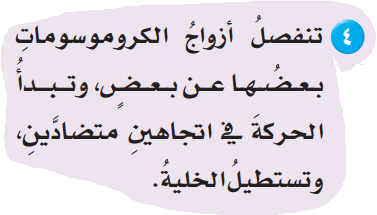 ٤ تنفصلُ أزواجُ الكروموسوماتِ
بعضُها عن بعضٍ، وتبدأُ
الحركةَ في اتجاهينِ متضادَّينِ،
وتستطيلُ الخليةُ.